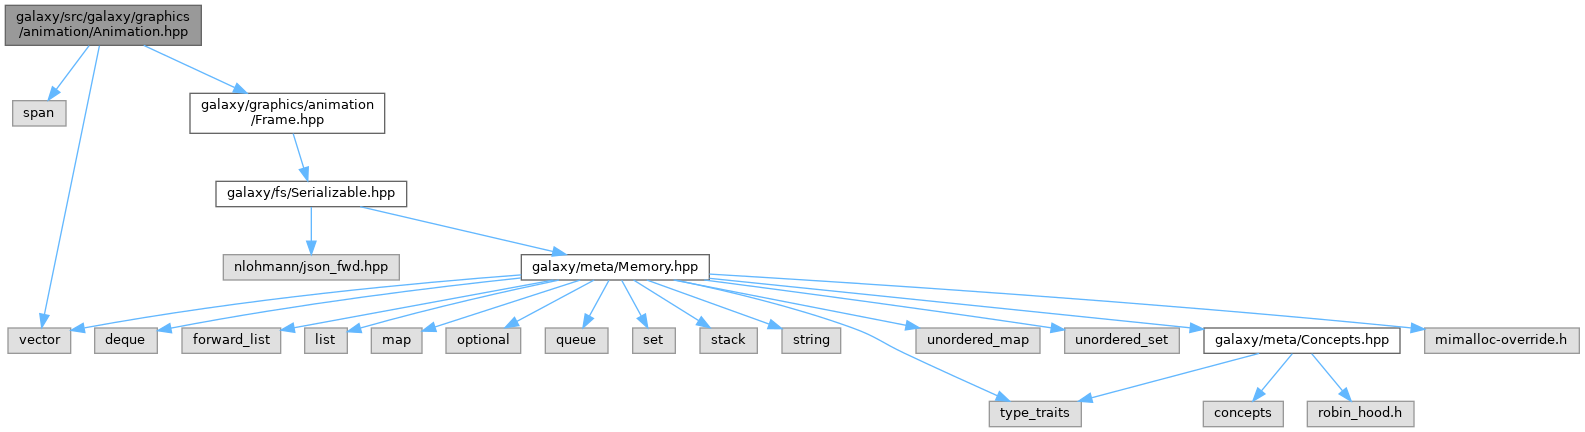 galaxy/src/galaxy/graphics
/animation/Animation.hpp
span
galaxy/graphics/animation
/Frame.hpp
galaxy/fs/Serializable.hpp
nlohmann/json_fwd.hpp
galaxy/meta/Memory.hpp
vector
deque
forward_list
list
map
optional
queue
set
stack
string
unordered_map
unordered_set
galaxy/meta/Concepts.hpp
mimalloc-override.h
type_traits
concepts
robin_hood.h